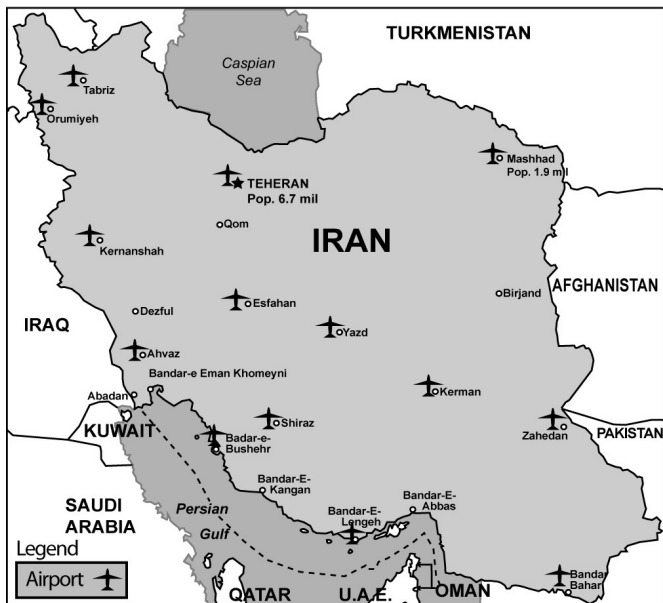 TURKMENISTAN
Caspian
Sea
Tabriz
Orumiyeh
Mashhad
Pop. 1.9 mil
TEHERAN
Pop. 6.7 mil
Qom
IRAN
Kernanshah
AFGHANISTAN
Birjand
Esfahan
Dezful
IRAQ
Yazd
Ahvaz
Bandar-e Eman Khomeyni
Kerman
Abadan
Shiraz
KUWAIT
Zahedan
PAKISTAN
Badar-e-
Bushehr
Bandar-E-
Kangan
Bandar-E-
Abbas
SAUDI
ARABIA
Persian
Gulf
Bandar-E-
Lengeh
Legend
Airport
Banda
Bahar
QATAR
U.A.E.
OMAN